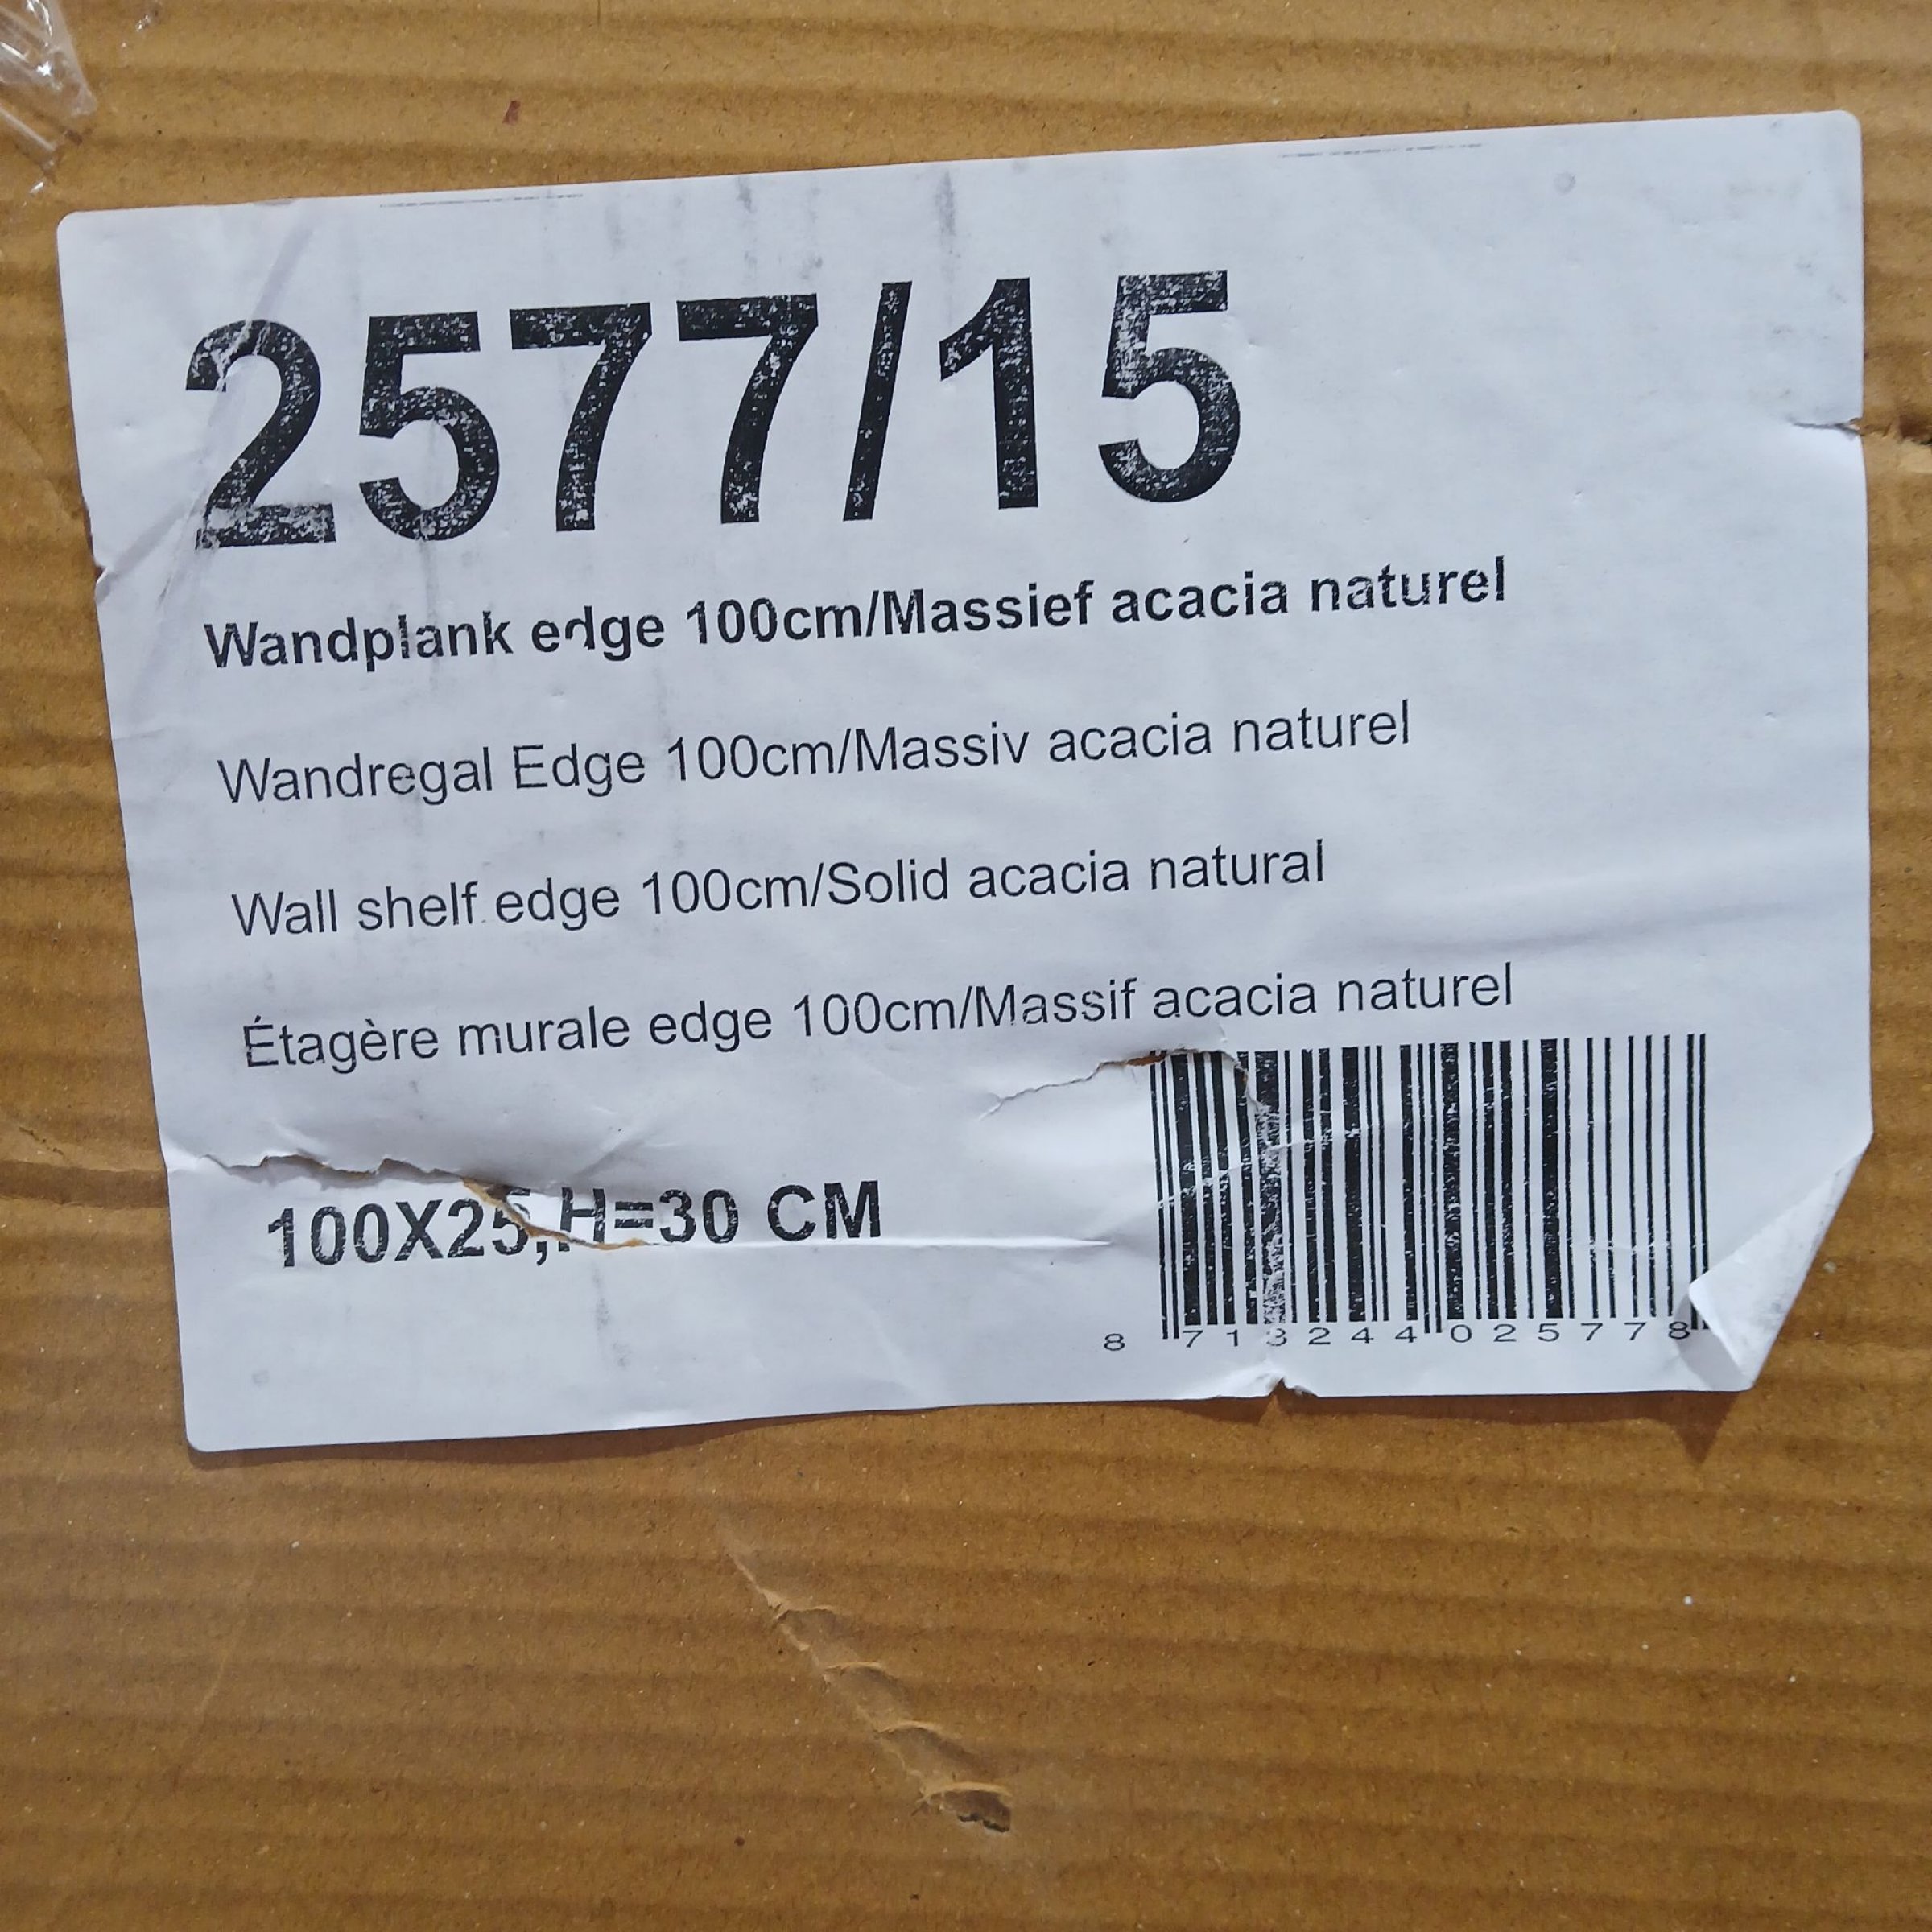 2577/15
Wandplank edge 100cm/Massief acacia naturel
Wandregal Edge 100cm/Massiv acacia naturel
Wall shelf edge 100cm/Solid acacia natural
Étagère murale edge 100cm/Massif acacia naturel
100X25,H=30 CM
8 713244 025778